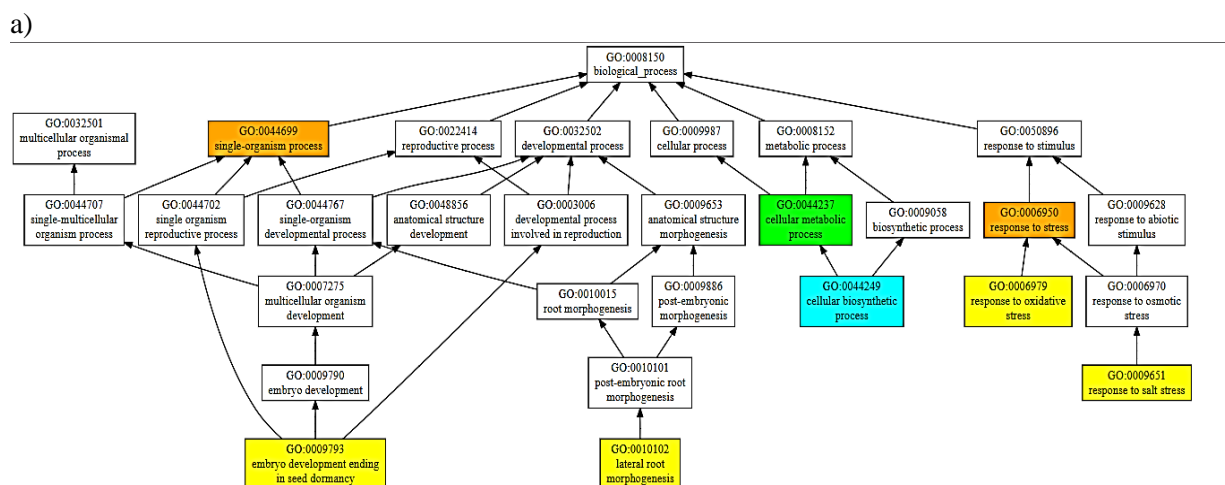 a)
GO:0008150
biological_process
GO:0032501
multicellular organismal
process
GO:0044699
single-organism process
GO:0022414
reproductive process
GO:0032502
developmental process
GO:0009987
cellular process
GO:0008152
metabolic process
GO:0050896
response to stimulus
GO:0044707
single-multicellular
organism process
GO:0044702
single organism
reproductive process
GO:0044767
single-organism
developmental process
GO:0048856
anatomical structure
development
GO:0003006
developmental process
involved in reproduction
GO:0009653
anatomical structure
morphogenesis
GO:0044237
cellular metabolic
process
GO:0009058
biosynthetic process
GO:0006950
response to stress
GO:0009628
response to abiotic
stimulus
GO:0007275
multicellular organism
development
GO:0010015
root morphogenesis
GO:0009886
post-embryonic
morphogenesis
GO:0044249
cellular biosynthetic
process
GO:0006979
response to oxidative
stress
GO:0006970
response to osmotic
stress
GO:0009790
embryo development
GO:0010101
post-embryonic root
morphogenesis
GO:0009651
response to salt stress
GO:0009793
embryo development ending
in seed dormancy
GO:0010102
lateral root
morphogenesis